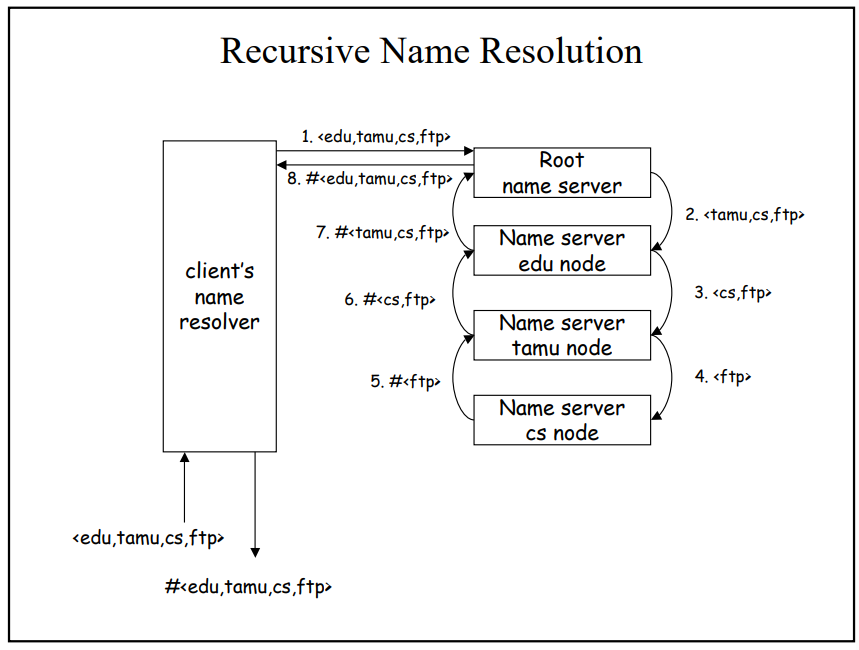 Recursive Name Resolution
1. <edu,tamu,cs,ftp>
8. #<edu,tamu,cs,ftp>
Root
name server
2. <tamu,cs,ftp>
7. #<tamu,cs,ftp>
Name server
edu node
client's
name
resolver
6. #<cs,ftp>
3. <cs,ftp>
Name server
tamu node
5. #<ftp>
4. <ftp>
Name server
cs node
<edu,tamu,cs,ftp>
#<edu,tamu,cs,ftp>